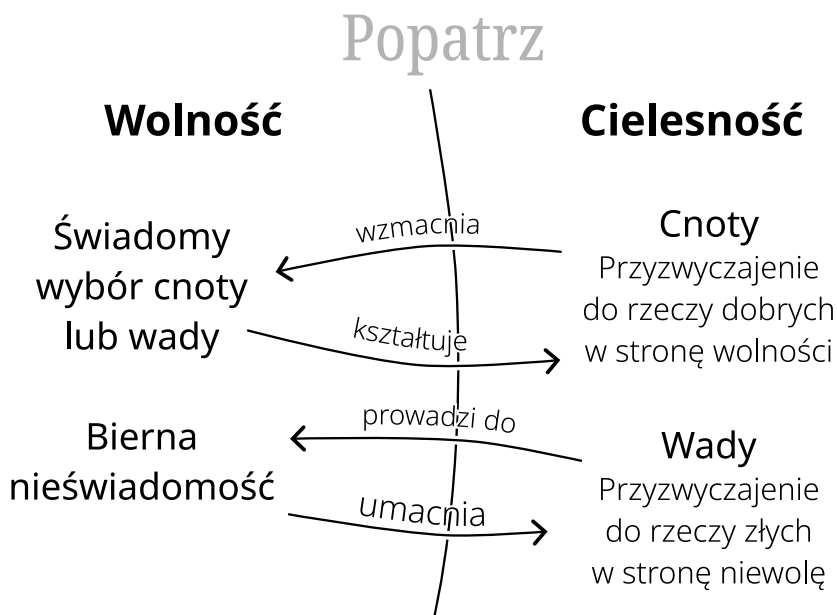 Popatrz
Wolność
Cielesność
Świadomy
wybór cnoty
lub wady
wzmacnia
kształtuje
Cnoty
Przyzwyczajenie
do rzeczy dobrych
w stronę wolności
Bierna
nieświadomość
prowadzi do
umacnia
Wady
Przyzwyczajenie
do rzeczy złych
w stronę niewolę